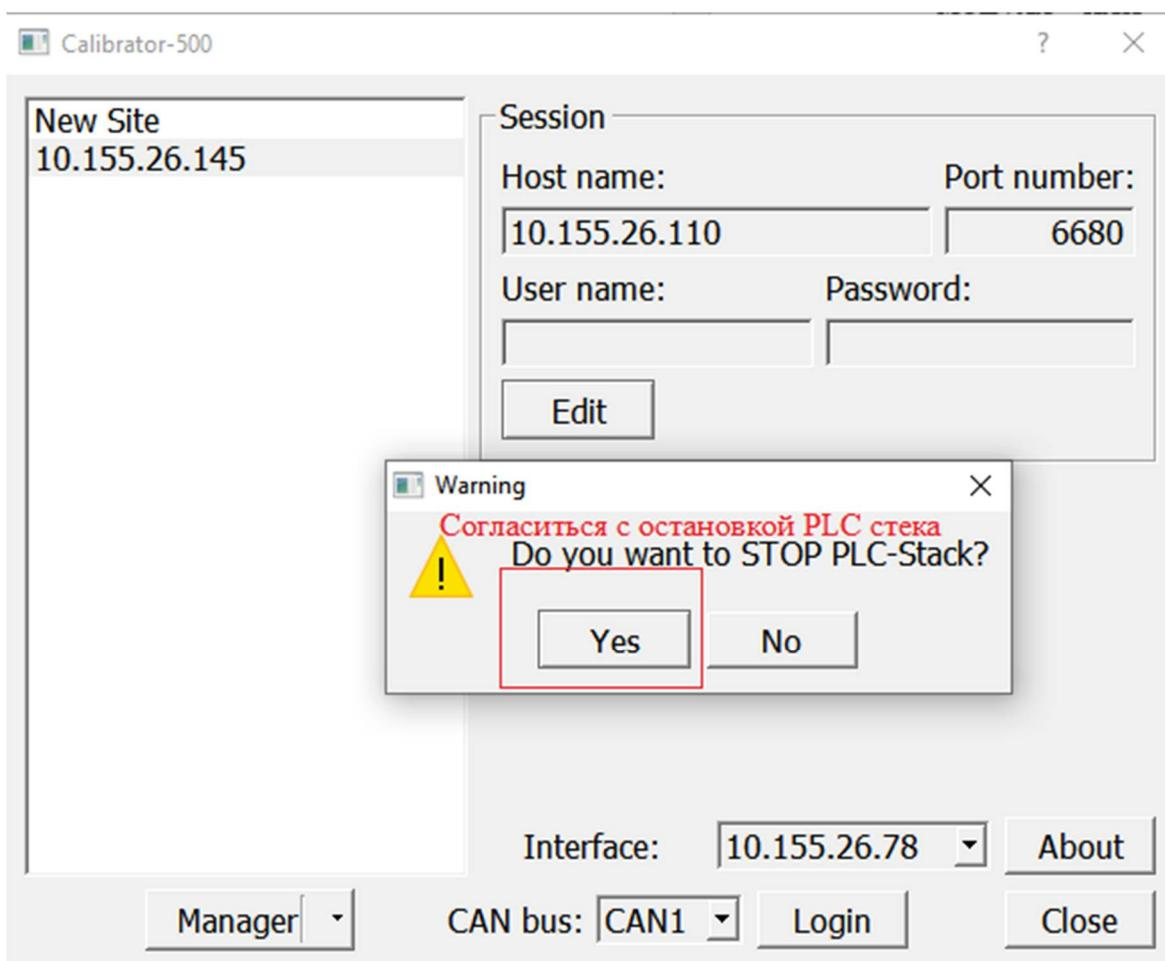 Calibrator-500
New Site
10.155.26.145
Session
Host name: Port number:
10.155.26.110 6680
User name: Password:
Edit
Warning
Согласиться с остановкой PLC стека
Do you want to STOP PLC-Stack?
Yes No
Interface: 10.155.26.78 About
Manager CAN bus: CAN1 Login Close